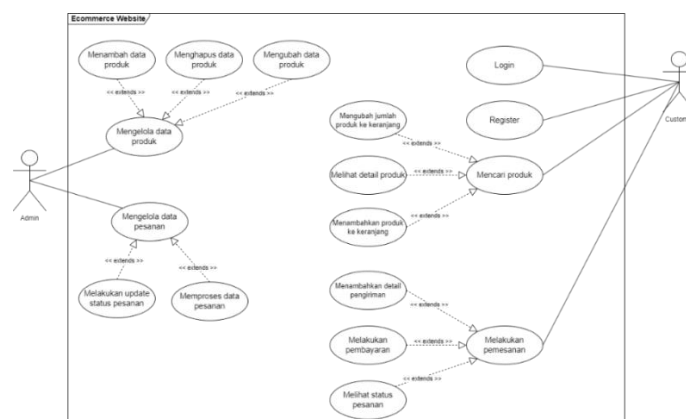 Ecommerce Website
Menambah data
produk
Menghapus data
produk
Mengubah data
produk
<< extends >>
<< extends >>
<< extends >>
Mengelola data
produk
Admin
Mengelola data
pesanan
<< extends >>
<< extends >>
Melakukan update
status pesanan
Memproses data
pesanan
Login
Register
Custom
Mengubah jumlah
produk ke keranjang
<< extends >>
Melihat detail produk
<< extends >>
Mencari produk
Menambahkan produk
ke keranjang
<< extends >>
Menambahkan detail
pengiriman
<< extends >>
Melakukan
pembayaran
<< extends >>
Melakukan
pemesanan
Melihat status
pesanan
<< extends >>